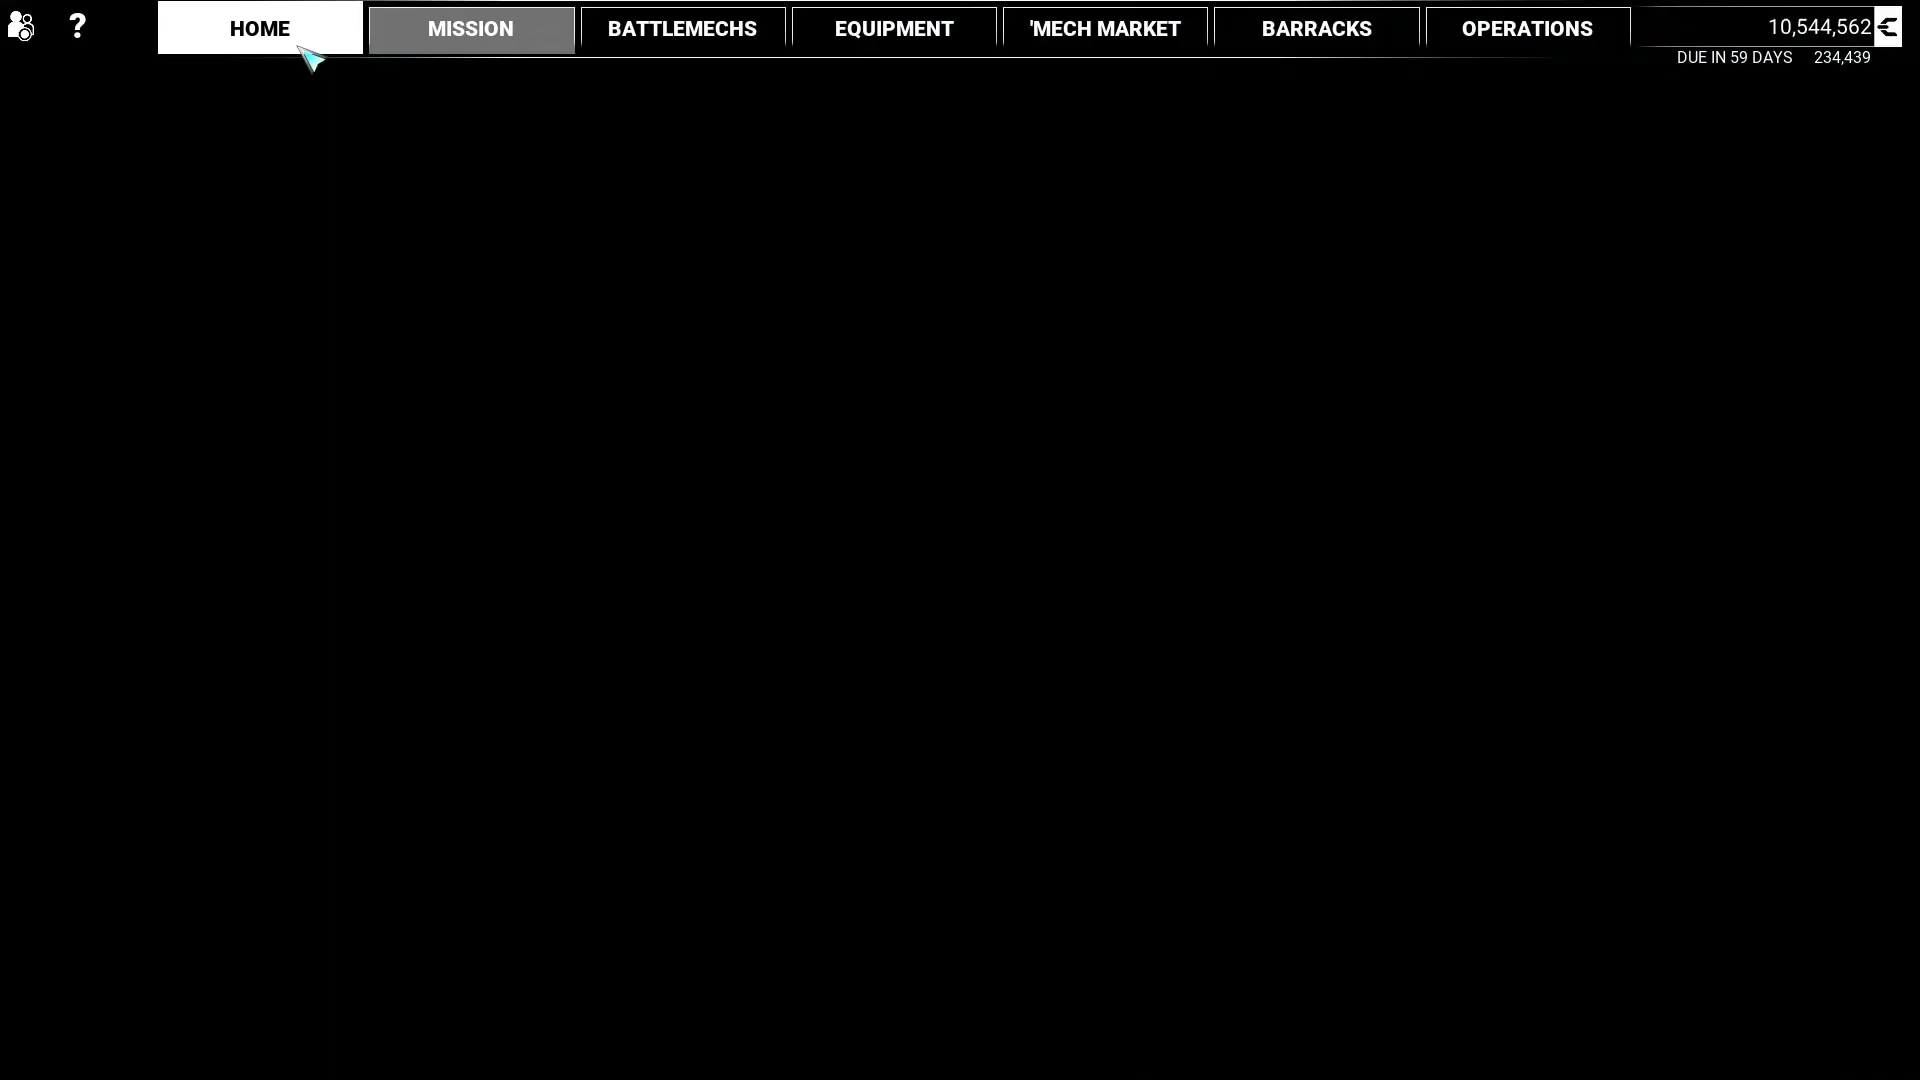 ?
HOME
MISSION
BATTLEMECHS
EQUIPMENT
'MECH MARKET
BARRACKS
OPERATIONS
10,544,562
DUE IN 59 DAYS 234,439